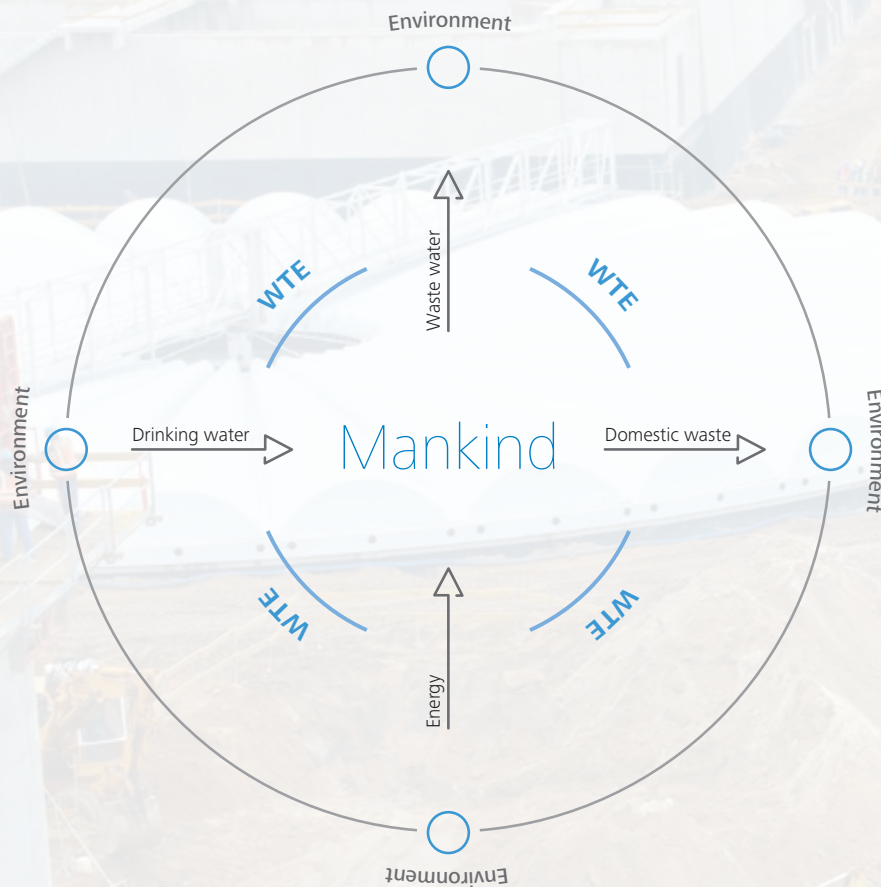 Environment
Waste water
WTE
WTE
Environment
Drinking water
Mankind
Domestic waste
Environment
WTE
WTE
Energy
Environment